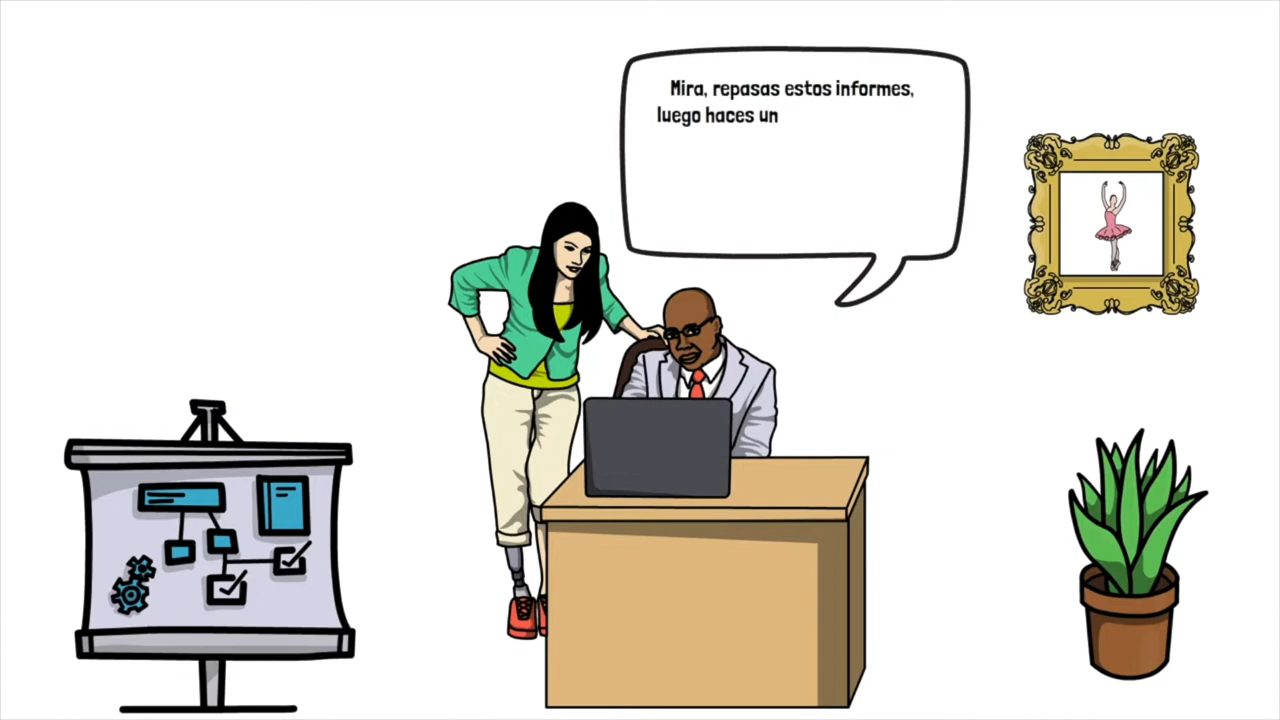 Mira, repasas estos informes,
luego haces un